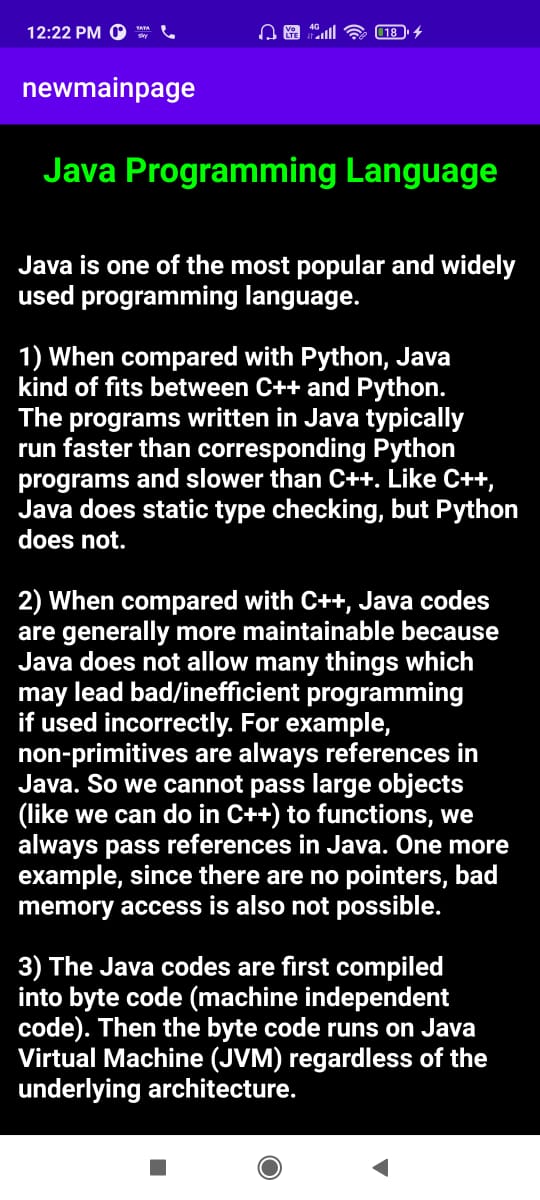 12:22 PM TATA sky Vo LTE 4G 18
newmainpage
Java Programming Language
Java is one of the most popular and widely
used programming language.
1) When compared with Python, Java
kind of fits between C++ and Python.
The programs written in Java typically
run faster than corresponding Python
programs and slower than C++. Like C++,
Java does static type checking, but Python
does not.
2) When compared with C++, Java codes
are generally more maintainable because
Java does not allow many things which
may lead bad/inefficient programming
if used incorrectly. For example,
non-primitives are always references in
Java. So we cannot pass large objects
(like we can do in C++) to functions, we
always pass references in Java. One more
example, since there are no pointers, bad
memory access is also not possible.
3) The Java codes are first compiled
into byte code (machine independent
code). Then the byte code runs on Java
Virtual Machine (JVM) regardless of the
underlying architecture.